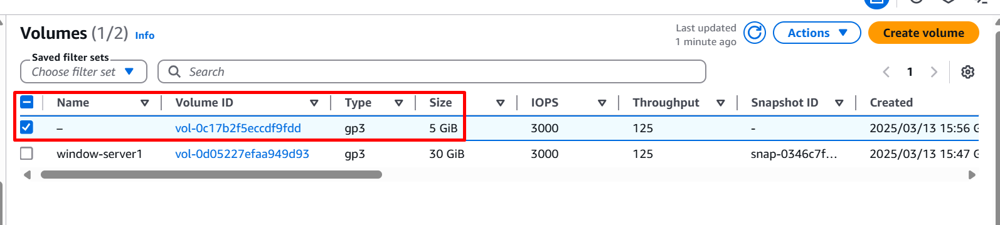 Volumes (1/2) Info
Last updated
1 minute ago
Actions
Create volume
Saved filter sets
Choose filter set
Search
1
Name Volume ID Type Size IOPS Throughput Snapshot ID Created
– vol-0c17b2f5eccdf9fdd gp3 5 GiB 3000 125 - 2025/03/13 15:56 G
window-server1 vol-0d05227efaa949d93 gp3 30 GiB 3000 125 snap-0346c7f... 2025/03/13 15:47 G